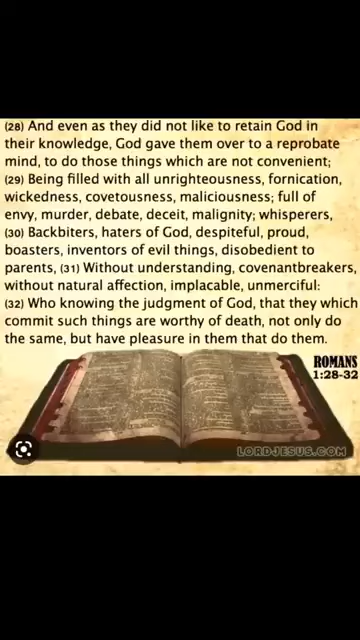 (28) And even as they did not like to retain God in
their knowledge, God gave them over to a reprobate
mind, to do those things which are not convenient;
(29) Being filled with all unrighteousness, fornication,
wickedness, covetousness, maliciousness; full of
envy, murder, debate, deceit, malignity; whisperers,
(30) Backbiters, haters of God, despiteful, proud,
boasters, inventors of evil things, disobedient to
parents, (31) Without understanding, covenantbreakers,
without natural affection, implacable, unmerciful:
(32) Who knowing the judgment of God, that they which
commit such things are worthy of death, not only do
the same, but have pleasure in them that do them.
ROMANS
1:28-32
LORDJESUS.COM